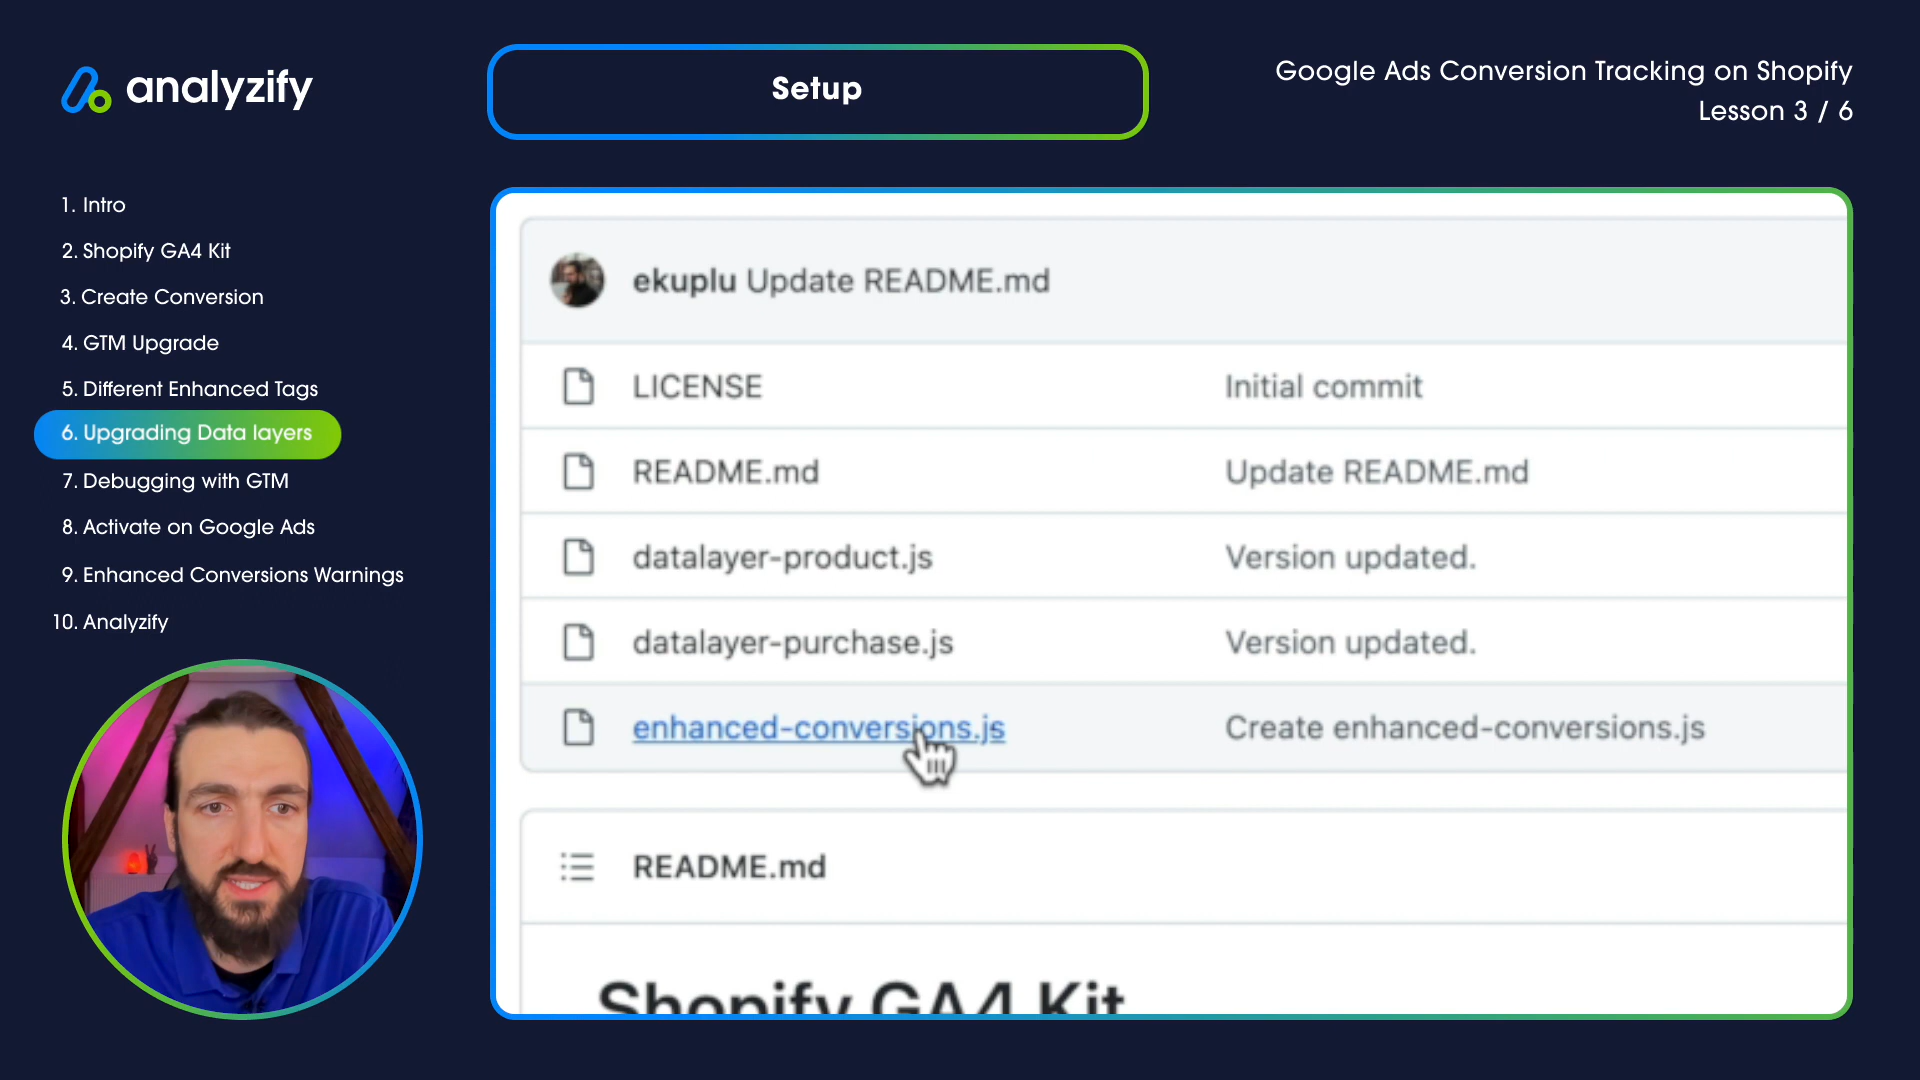 analyzify
Setup
Google Ads Conversion Tracking on Shopify
Lesson 3 / 6
1. Intro
2. Shopify GA4 Kit
3. Create Conversion
4. GTM Upgrade
5. Different Enhanced Tags
6. Upgrading Data layers
7. Debugging with GTM
8. Activate on Google Ads
9. Enhanced Conversions Warnings
10. Analyzify
ekuplu Update README.md
LICENSE Initial commit
README.md Update README.md
datalayer-product.js Version updated.
datalayer-purchase.js Version updated.
enhanced-conversions.js Create enhanced-conversions.js
README.md
Shopify GA4 Kit